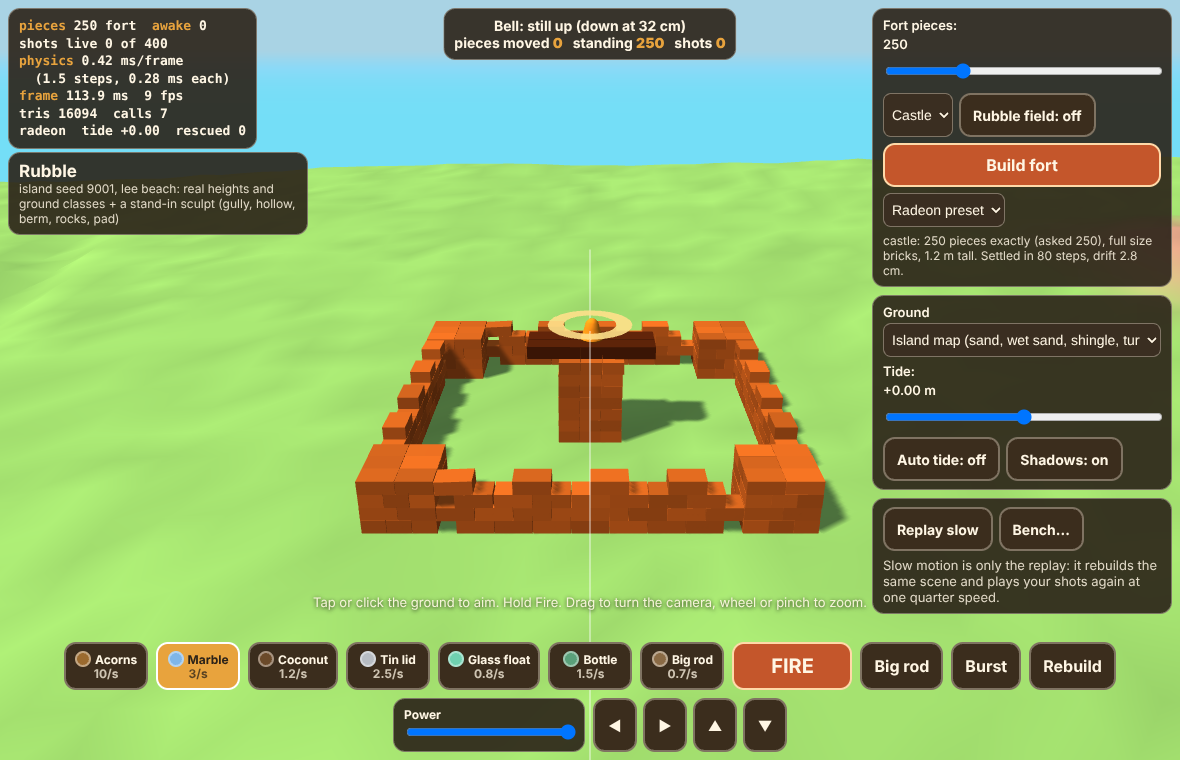 pieces 250 fort awake 0
shots live 0 of 400
physics 0.42 ms/frame
(1.5 steps, 0.28 ms each)
frame 113.9 ms 9 fps
tris 16094 calls 7
radeon tide +0.00 rescued 0
Rubble
island seed 9001, lee beach: real heights and
ground classes + a stand-in sculpt (gully, hollow,
berm, rocks, pad)
Bell: still up (down at 32 cm)
pieces moved 0 standing 250 shots 0
Fort pieces:
250
Castle
Rubble field: off
Build fort
Radeon preset
castle: 250 pieces exactly (asked 250), full size
bricks, 1.2 m tall. Settled in 80 steps, drift 2.8
cm.
Ground
Island map (sand, wet sand, shingle, tur
Tide:
+0.00 m
Auto tide: off
Shadows: on
Replay slow
Bench...
Slow motion is only the replay: it rebuilds the
same scene and plays your shots again at
one quarter speed.
Tap or click the ground to aim. Hold Fire. Drag to turn the camera, wheel or pinch to zoom.
Acorns
10/s
Marble
3/s
Coconut
1.2/s
Tin lid
2.5/s
Glass float
0.8/s
Bottle
1.5/s
Big rod
0.7/s
FIRE
Big rod
Burst
Rebuild
Power